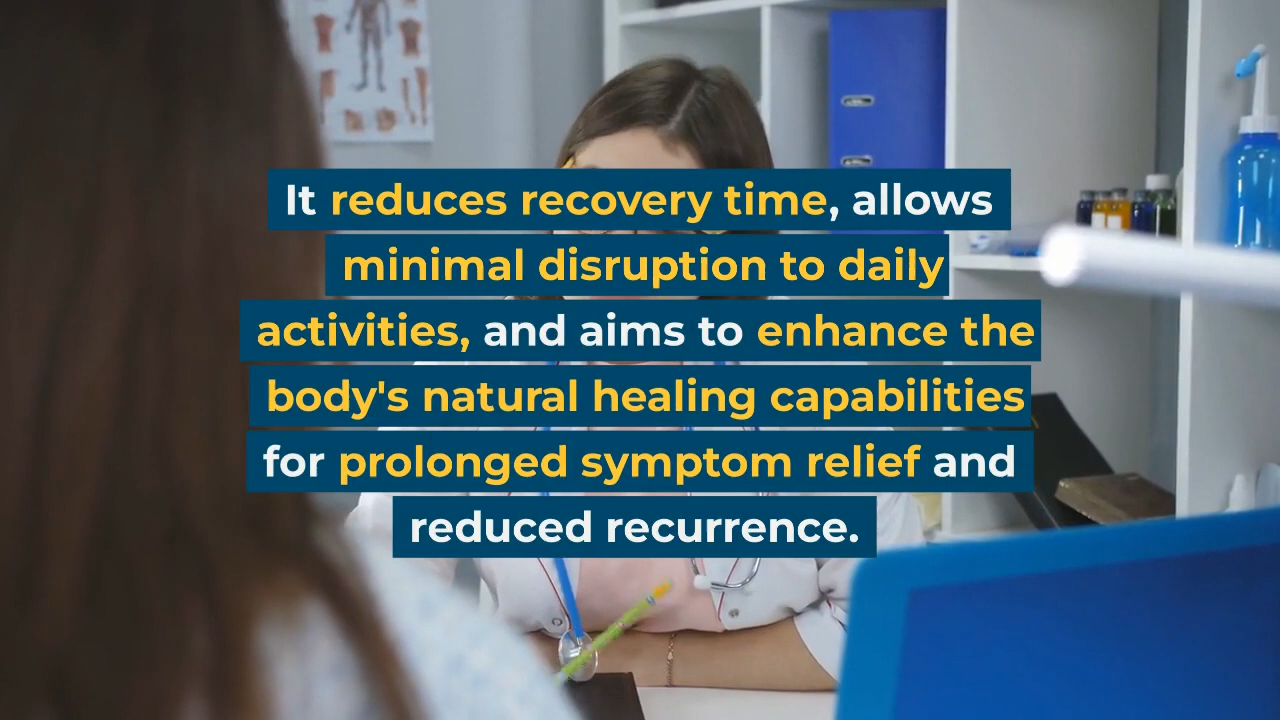 It reduces recovery time, allows
minimal disruption to daily
activities, and aims to enhance the
body's natural healing capabilities
for prolonged symptom relief and
reduced recurrence.